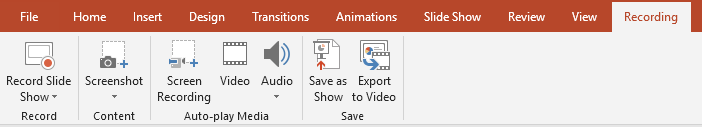 File Home Insert Design Transitions Animations Slide Show Review View Recording
Record Slide Screenshot Screen Video Audio Save as Export
Show Recording Show to Video
Record Content Auto-play Media Save